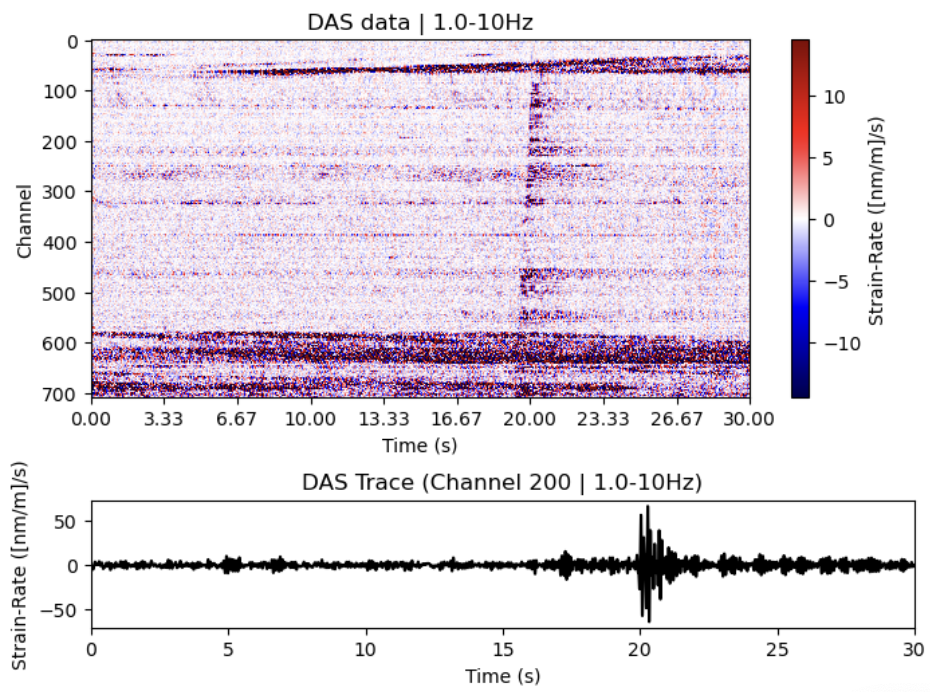 DAS data | 1.0-10Hz
0
100
200
300
400
500
600
700
Channel
0.00 3.33 6.67 10.00 13.33 16.67 20.00 23.33 26.67 30.00
Time (s)
10
5
0
−5
−10
Strain-Rate ([nm/m]/s)
DAS Trace (Channel 200 | 1.0-10Hz)
50
0
−50
Strain-Rate ([nm/m]/s)
0 5 10 15 20 25 30
Time (s)